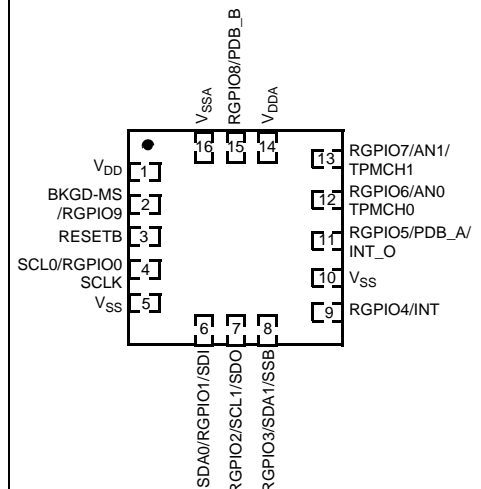 VSSA
RGPIO8/PDB_B
VDDA
16
15
14
VDD
1
BKGD-MS
/RGPIO9
2
RESETB
3
SCL0/RGPIO0
SCLK
4
VSS
5
13
RGPIO7/AN1/
TPMCH1
12
RGPIO6/AN0
TPMCH0
11
RGPIO5/PDB_A/
INT_O
10
VSS
9
RGPIO4/INT
6
7
8
SDA0/RGPIO1/SDI
RGPIO2/SCL1/SDO
RGPIO3/SDA1/SSB